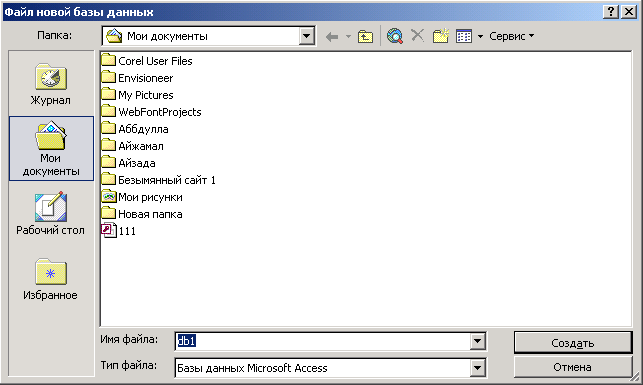 Файл новой базы данных
Папка: Мои документы Сервис
Corel User Files
Envisioneer
My Pictures
WebFontProjects
Аббдулла
Айжамал
Айзада
Безымянный сайт 1
Мои рисунки
Новая папка
111
Журнал
Мои
документы
Рабочий стол
Избранное
Имя файла: db1 Создать
Тип файла: Базы данных Microsoft Access Отмена